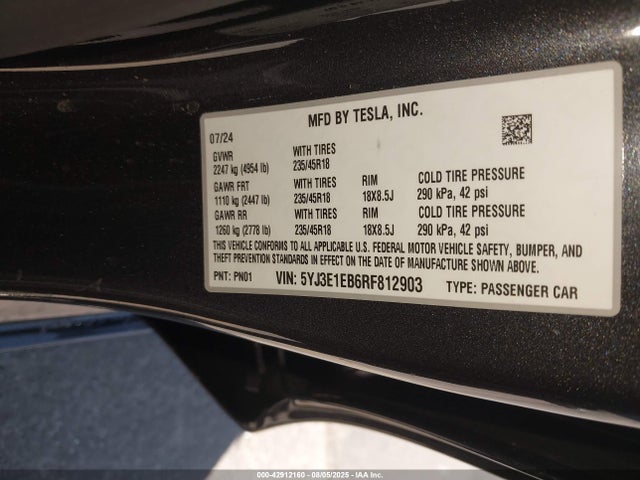 MFD BY TESLA, INC.
07/24
GVWR WITH TIRES
2247 kg (4954 lb) 235/45R18
GAWR FRT WITH TIRES RIM COLD TIRE PRESSURE
1110 kg (2447 lb) 235/45R18 18X8.5J 290 kPa, 42 psi
GAWR RR WITH TIRES RIM COLD TIRE PRESSURE
1260 kg (2778 lb) 235/45R18 18X8.5J 290 kPa, 42 psi
THIS VEHICLE CONFORMS TO ALL APPLICABLE U.S. FEDERAL MOTOR VEHICLE SAFETY, BUMPER, AND
THEFT PREVENTION STANDARDS IN EFFECT ON THE DATE OF MANUFACTURE SHOWN ABOVE.
PNT: PN01 VIN: 5YJ3E1EB6RF812903 TYPE: PASSENGER CAR
000-42912160 - 08/05/2025 - IAA Inc.